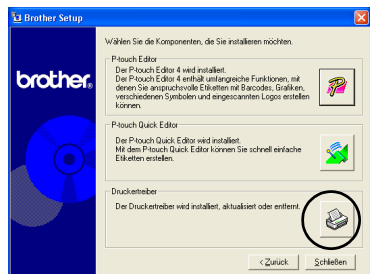 Brother Setup
Wählen Sie die Komponenten, die Sie installieren möchten.
brother.
P-touch Editor
Der P-touch Editor 4 wird installiert.
Der P-touch Editor 4 enthält umfangreiche Funktionen, mit
denen Sie anspruchsvolle Etiketten mit Barcodes, Grafiken,
verschiedenen Symbolen und eingescannten Logos erstellen
können.
P-touch Quick Editor
Der P-touch Quick Editor wird installiert.
Mit dem P-touch Quick Editor können Sie schnell einfache
Etiketten erstellen.
Druckertreiber
Der Druckertreiber wird installiert, aktualisiert oder entfernt.
< Zurück
Schließen